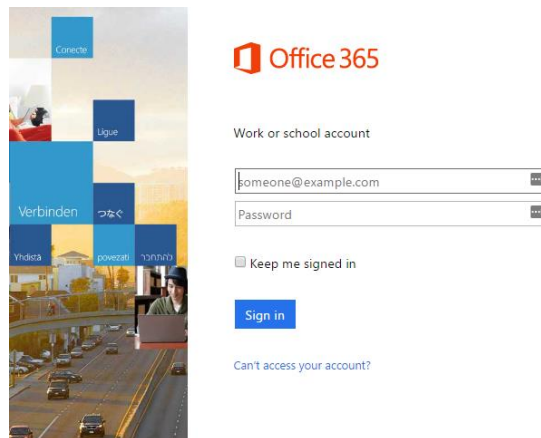 Conecte
Ligue
Verbinden
つなぐ
Yhdistä
povezati
להתחבר
Office 365
Work or school account
someone@example.com
Password
Keep me signed in
Sign in
Can't access your account?